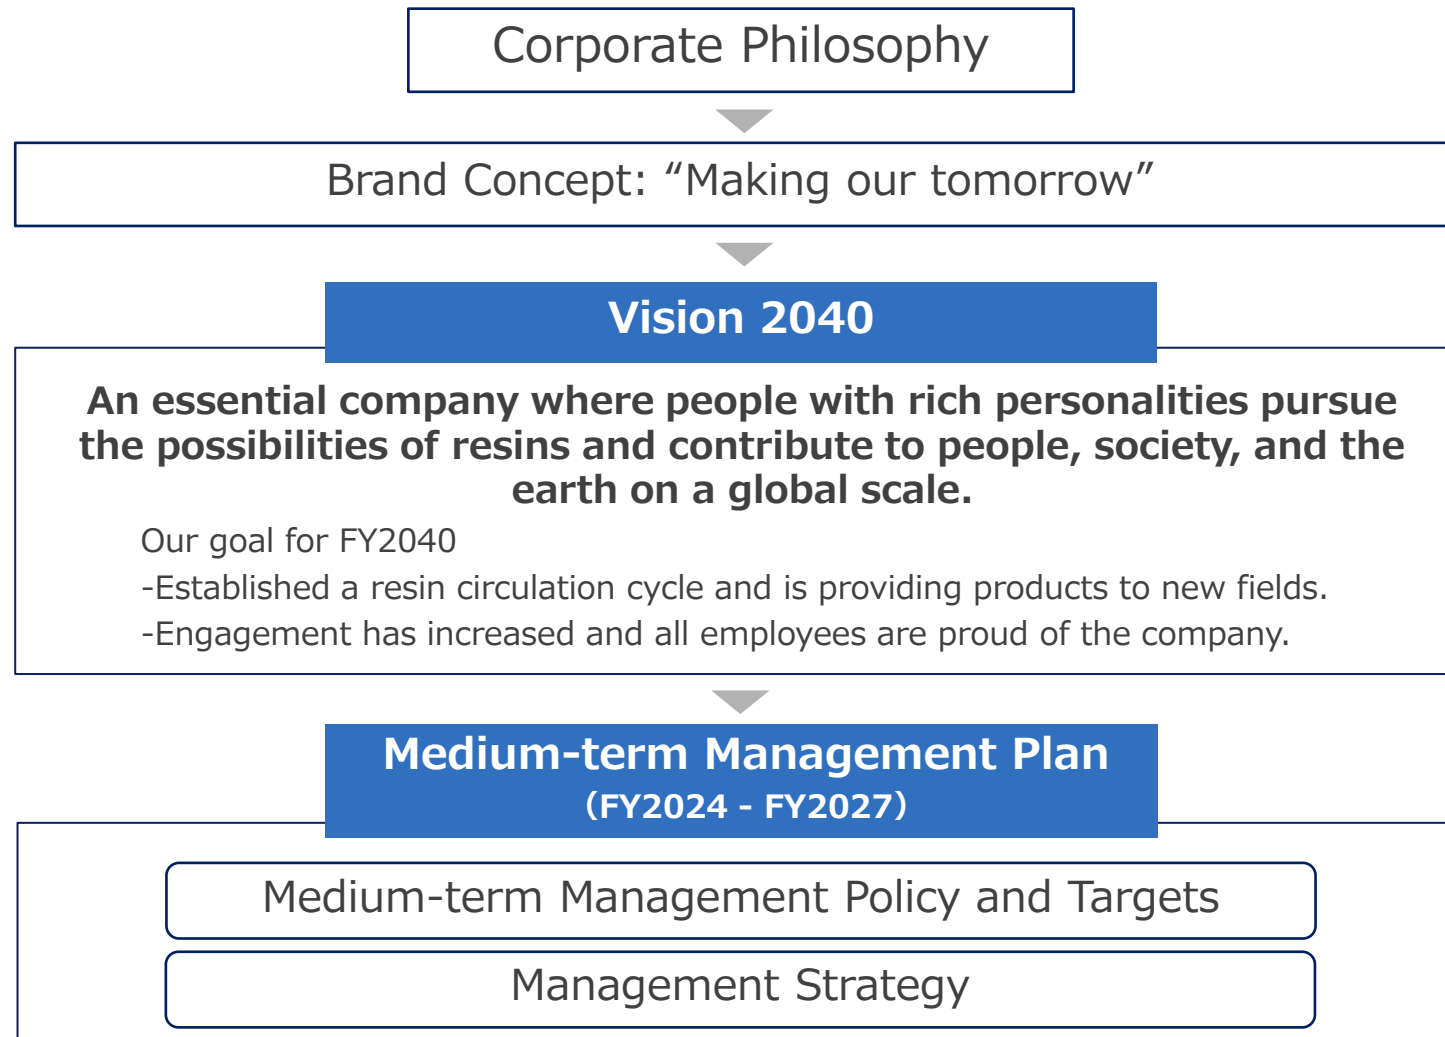 Corporate Philosophy
Brand Concept: “Making our tomorrow”
Vision 2040
An essential company where people with rich personalities pursue
the possibilities of resins and contribute to people, society, and the
earth on a global scale.
Our goal for FY2040
-Established a resin circulation cycle and is providing products to new fields.
-Engagement has increased and all employees are proud of the company.
Medium-term Management Plan
（FY2024 - FY2027）
Medium-term Management Policy and Targets
Management Strategy